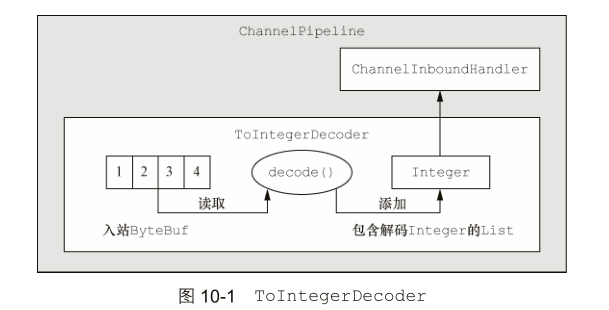 ChannelPipeline
ChannelInboundHandler
ToIntegerDecoder
1 2 3 4
decode()
Integer
读取
添加
入站ByteBuf
包含解码Integer的List
图 10-1 ToIntegerDecoder